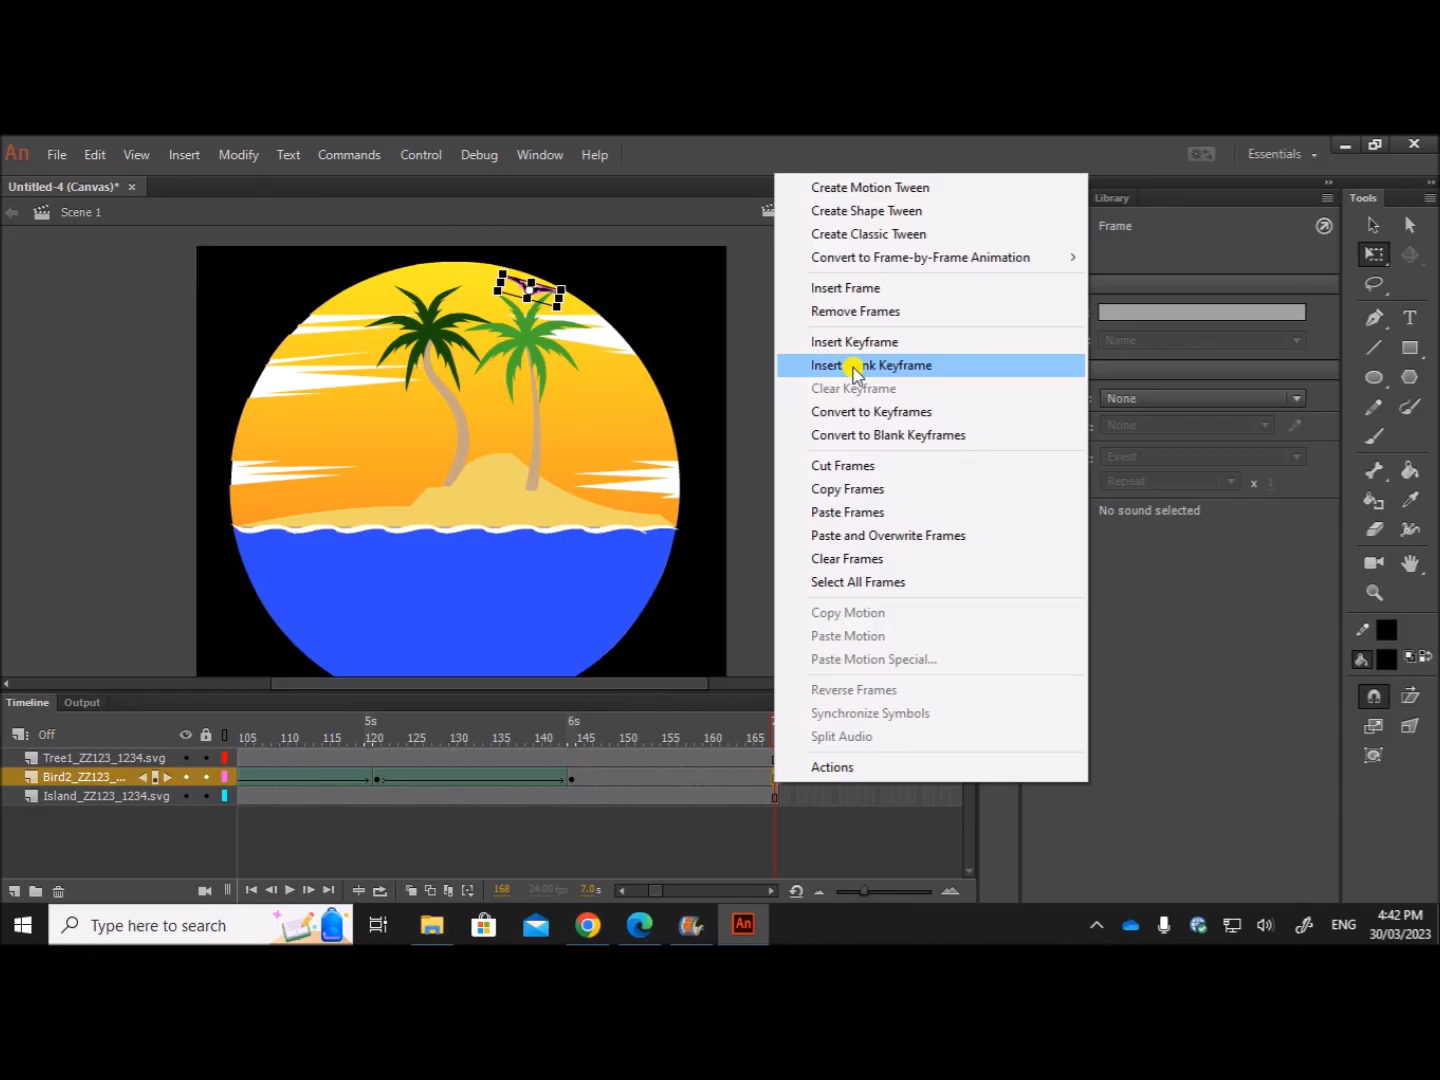 An File Edit View Insert Modify Text Commands Control Debug Window Help Essentials
Untitled-4 (Canvas)* ×
Scene 1
Create Motion Tween
Create Shape Tween
Create Classic Tween
Convert to Frame-by-Frame Animation
Insert Frame
Remove Frames
Insert Keyframe
Insert nk Keyframe
Clear Keyframe
Convert to Keyframes
Convert to Blank Keyframes
Cut Frames
Copy Frames
Paste Frames
Paste and Overwrite Frames
Clear Frames
Select All Frames
Copy Motion
Paste Motion
Paste Motion Special...
Reverse Frames
Synchronize Symbols
Split Audio
Actions
Library
Frame
Name
None
None
Event
Repeat x 1
No sound selected
Tools
Timeline Output
5s 6s
Off 105 110 115 120 125 130 135 140 145 150 155 160 165
Tree1_ZZ123_1234.svg
Bird2_ZZ123_...
Island_ZZ123_1234.svg
168 24.00 fps 7.0 s
Type here to search
An
ENG
4:42 PM
30/03/2023